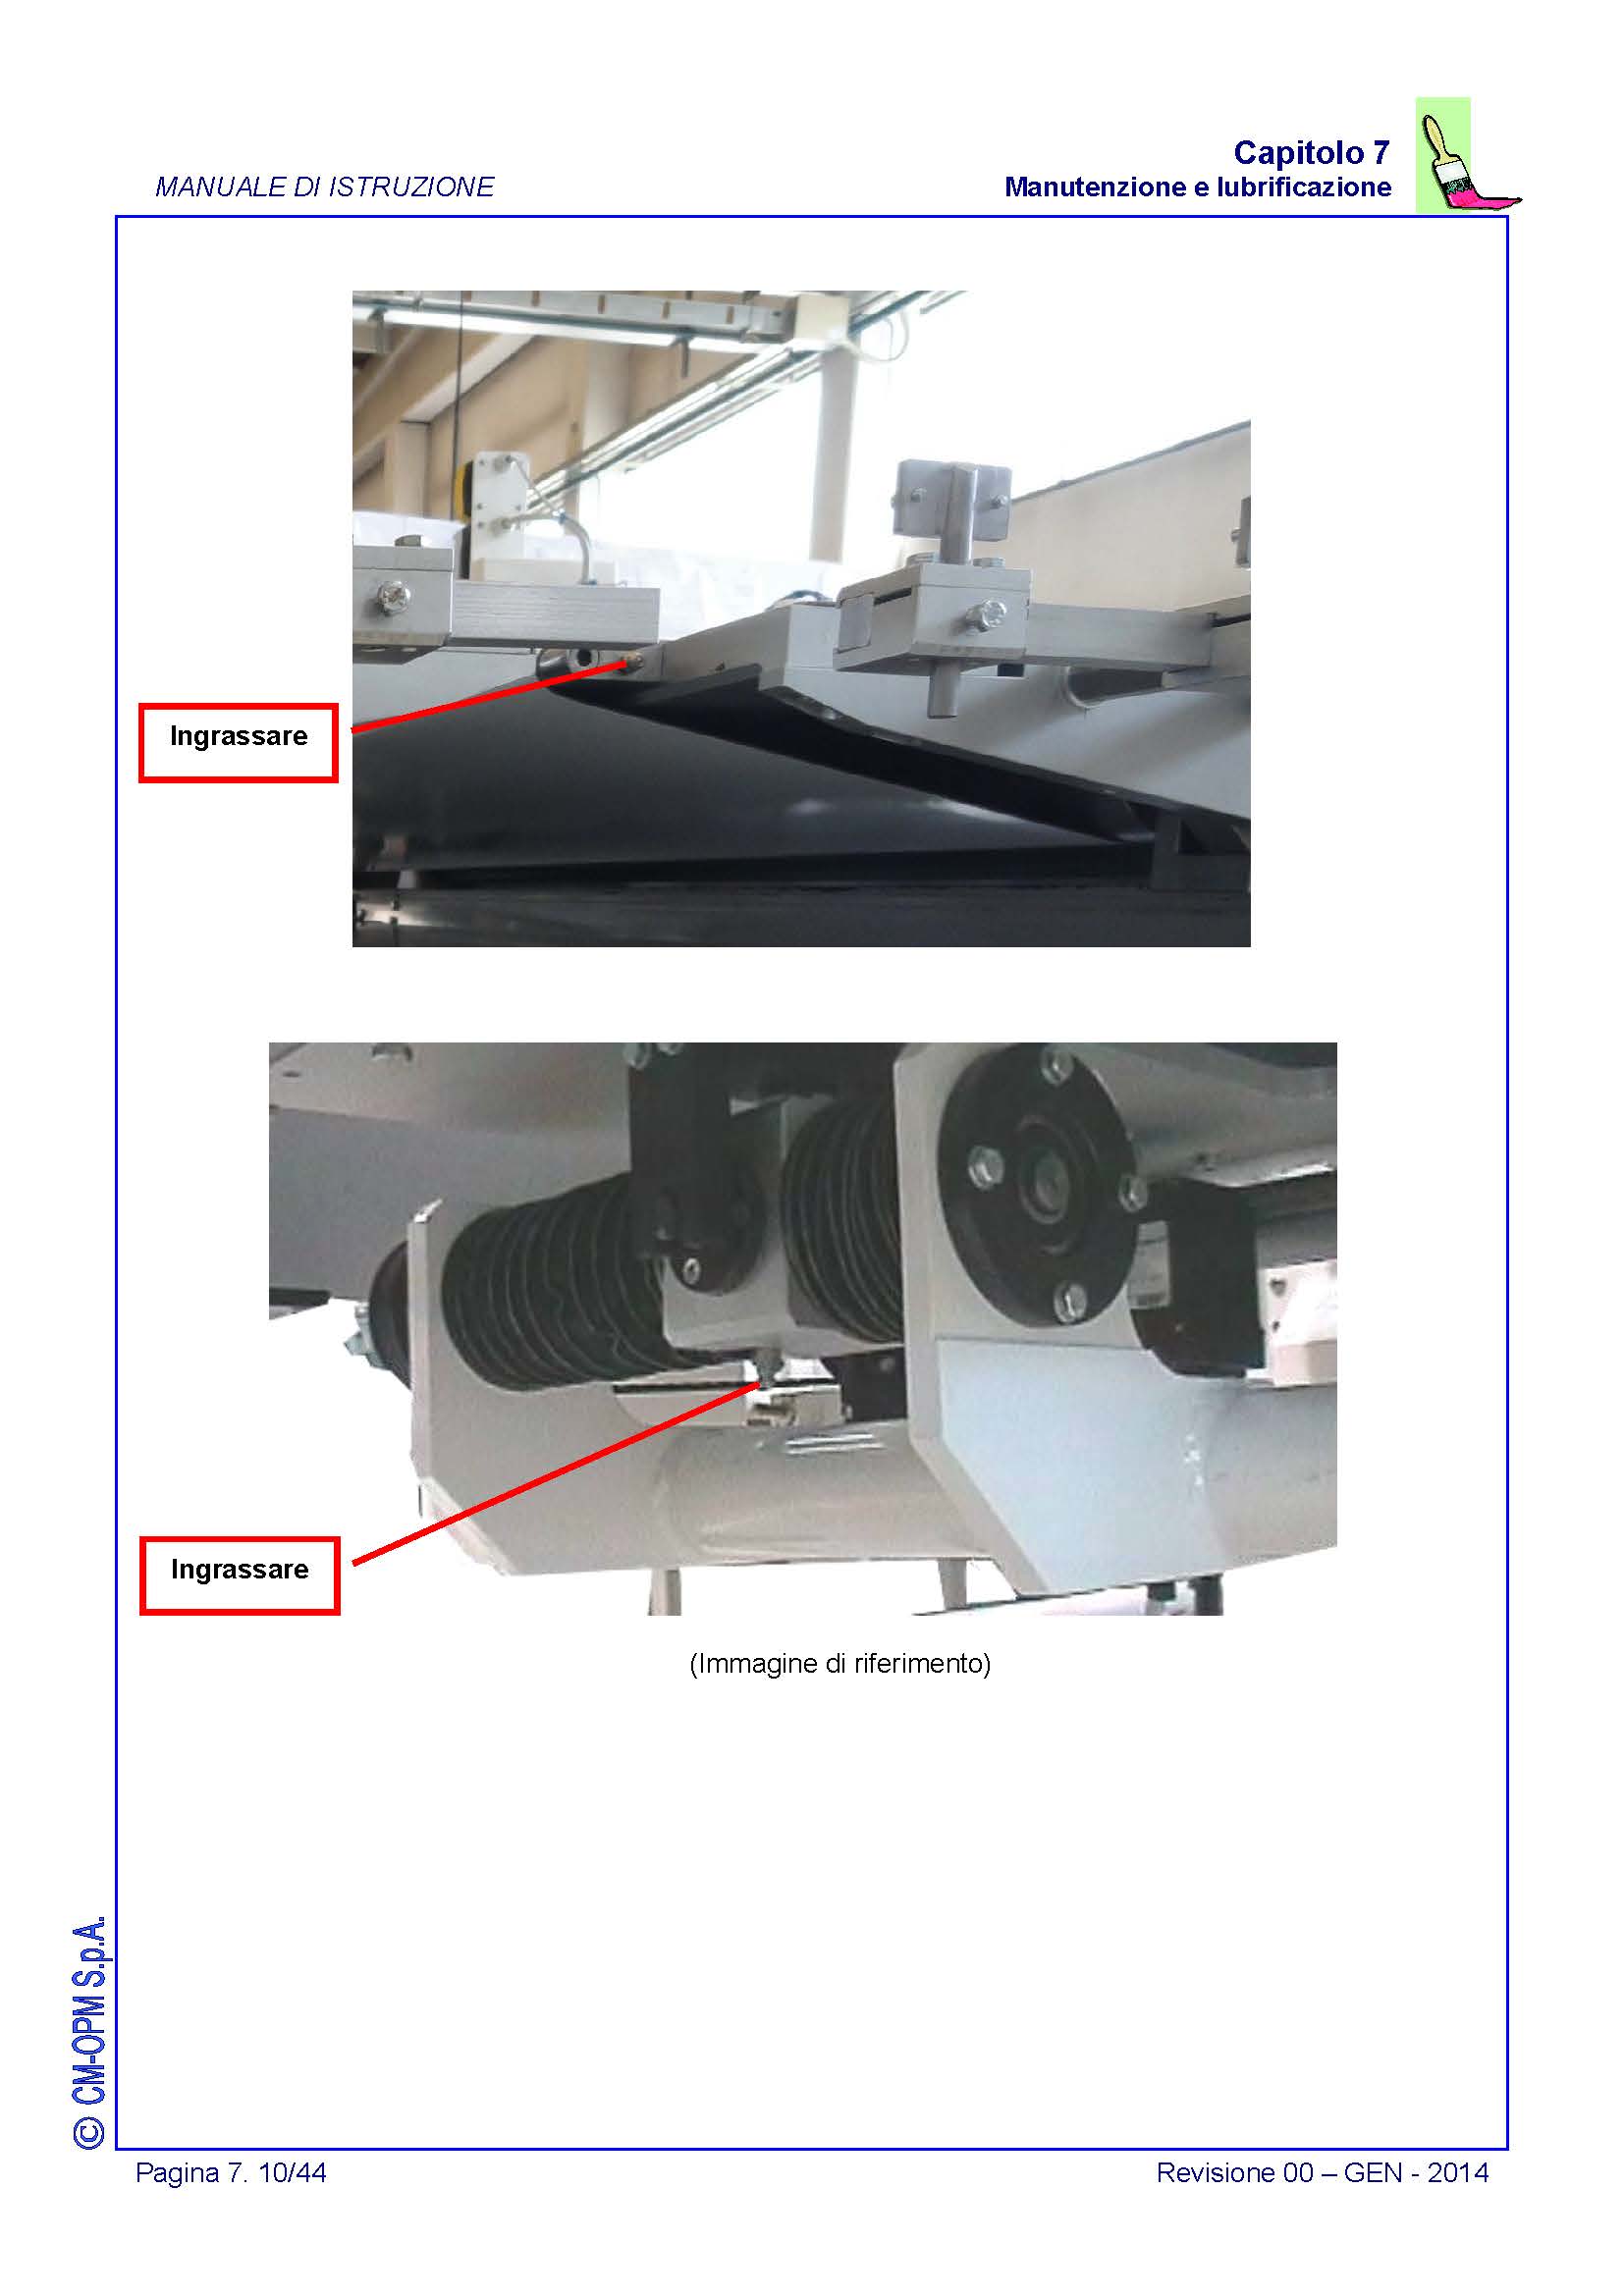 Capitolo 7
MANUALE DI ISTRUZIONE
Manutenzione e lubrificazione
Ingrassare
Ingrassare
(Immagine di riferimento)
© CM-OPM S.p.A.
Pagina 7. 10/44
Revisione 00 – GEN - 2014